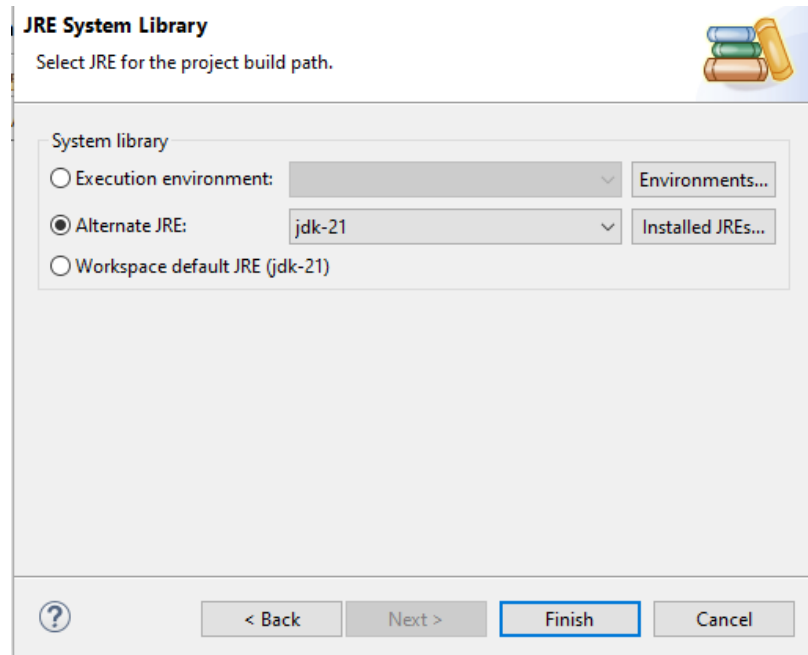 JRE System Library
Select JRE for the project build path.
System library
Execution environment:
Environments...
Alternate JRE:
jdk-21
Installed JREs...
Workspace default JRE (jdk-21)
?
< Back
Next >
Finish
Cancel